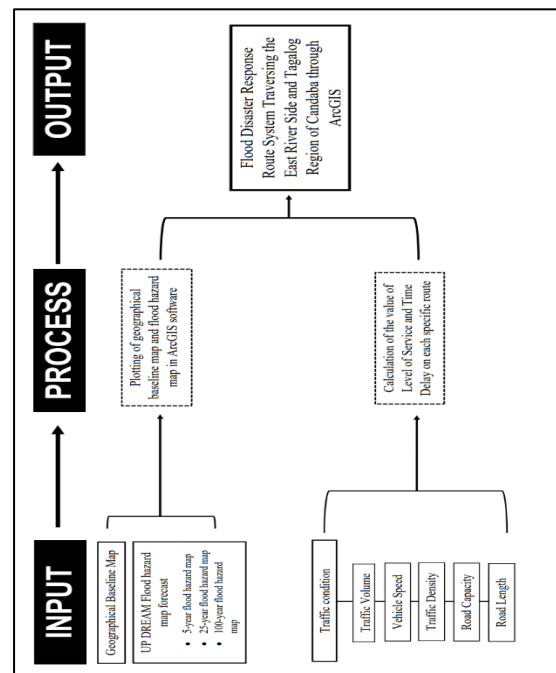 INPUT
PROCESS
OUTPUT
Geographical Baseline Map
UP DREAM Flood hazard
map forecast
• 5-year flood hazard map
• 25-year flood hazard map
• 100-year flood hazard
map
Traffic condition
Traffic Volume
Vehicle Speed
Traffic Density
Road Capacity
Road Length
Plotting of geographical
baseline map and flood hazard
map in ArcGIS software
Calculation of the value of
Level of Service and Time
Delay on each specific route
Flood Disaster Response
Route System Traversing the
East River Side and Tagalog
Region of Candaba through
ArcGIS